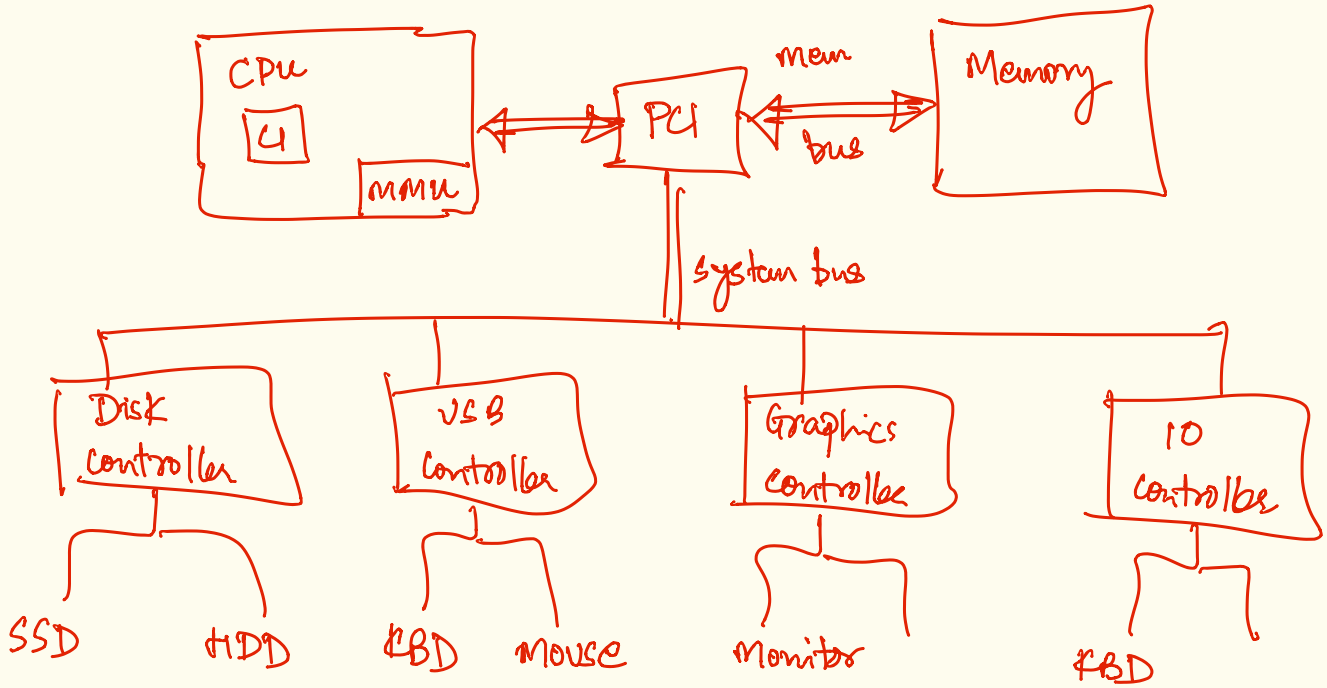 CPU
MMU
PCI
mem
bus
Memory
system bus
Disk
controller
USB
controller
Graphics
controller
IO
controller
SSD
HDD
KBD
Mouse
Monitor
KBD